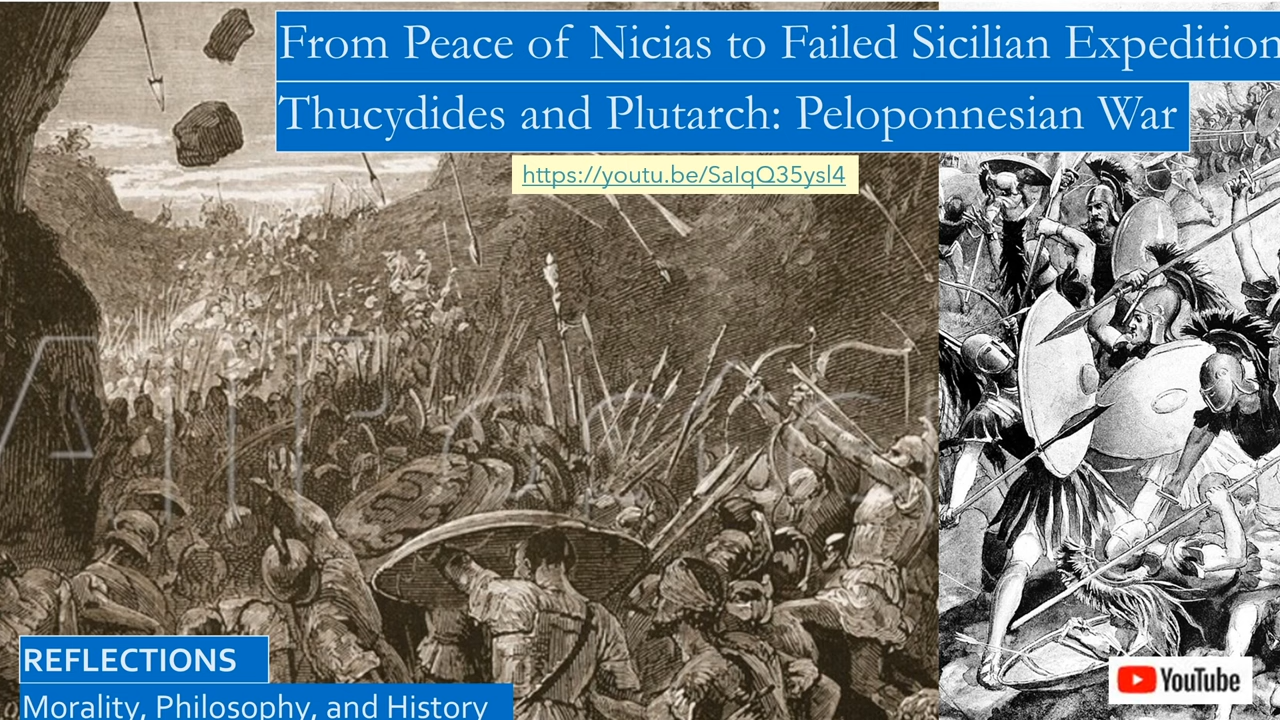 From Peace of Nicias to Failed Sicilian Expedition
Thucydides and Plutarch: Peloponnesian War
https://youtu.be/SalqQ35ysl4
REFLECTIONS
Morality, Philosophy, and History
YouTube